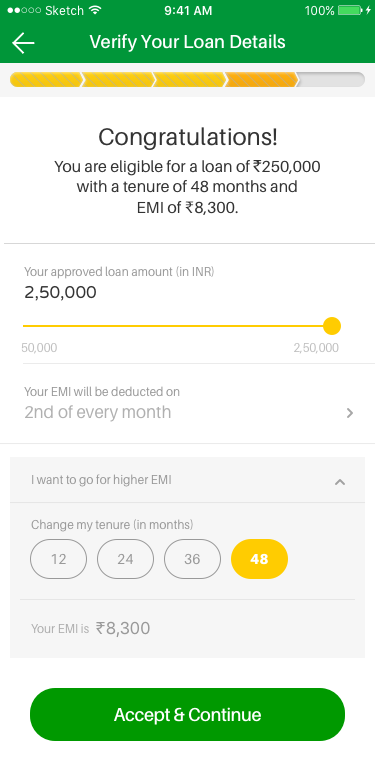 Sketch 9:41 AM 100%
Verify Your Loan Details
Congratulations!
You are eligible for a loan of ₹250,000
with a tenure of 48 months and
EMI of ₹8,300.
Your approved loan amount (in INR)
2,50,000
50,000 2,50,000
Your EMI will be deducted on
2nd of every month
I want to go for higher EMI
Change my tenure (in months)
12 24 36 48
Your EMI is ₹8,300
Accept & Continue